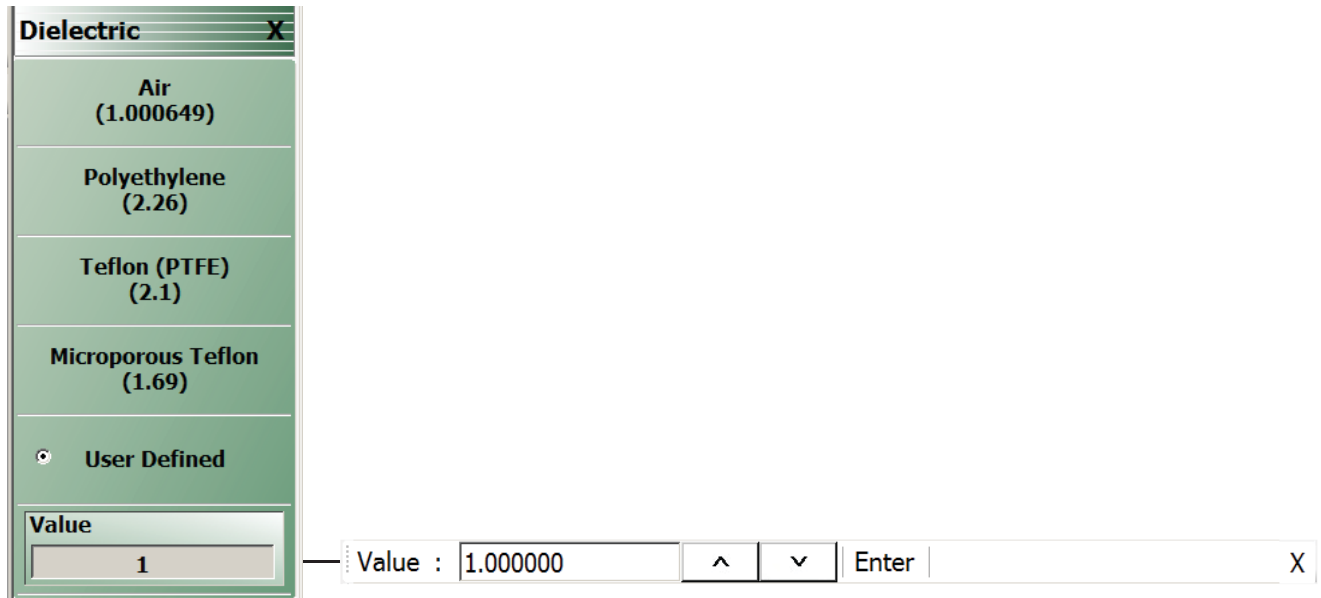 Dielectric X
Air
(1.000649)
Polyethylene
(2.26)
Teflon (PTFE)
(2.1)
Microporous Teflon
(1.69)
User Defined
Value
1
Value : 1.000000 ^ v Enter X